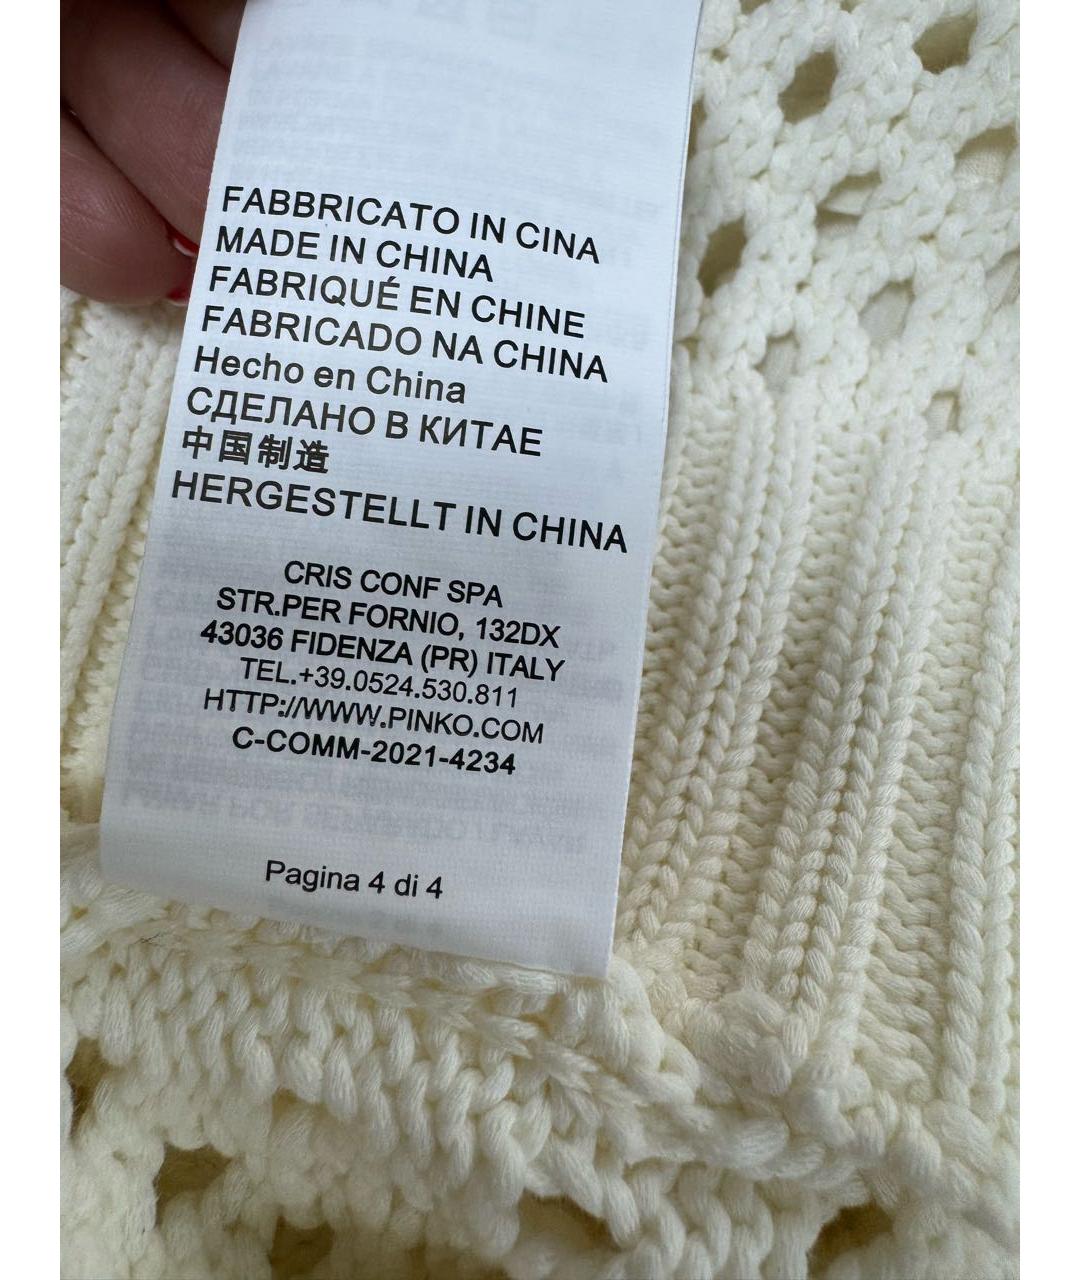 FABBRICATO IN CINA
MADE IN CHINA
FABRIQUÉ EN CHINE
FABRICADO NA CHINA
Hecho en China
СДЕЛАНО В КИТАЕ
中国制造
HERGESTELLT IN CHINA
CRIS CONF SPA
STR.PER FORNIO, 132DX
43036 FIDENZA (PR) ITALY
TEL.+39.0524.530.811
HTTP://WWW.PINKO.COM
C-COMM-2021-4234
Pagina 4 di 4